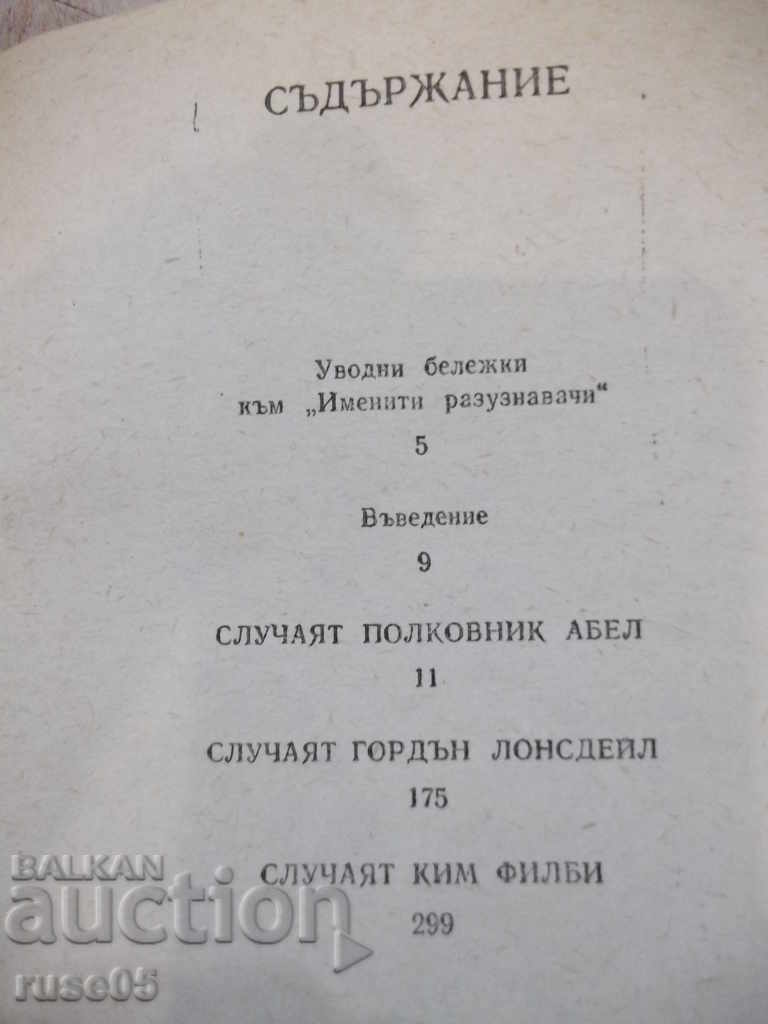 СЪДЪРЖАНИЕ
Уводни бележки
към „Именити разузнавачи“
5
Въведение
9
СЛУЧАЯТ ПОЛКОВНИК АБЕЛ
11
СЛУЧАЯТ ГОРДЪН ЛОНСДЕЙЛ
175
СЛУЧАЯТ КИМ ФИЛБИ
299
BALKAN
auction
ruse05